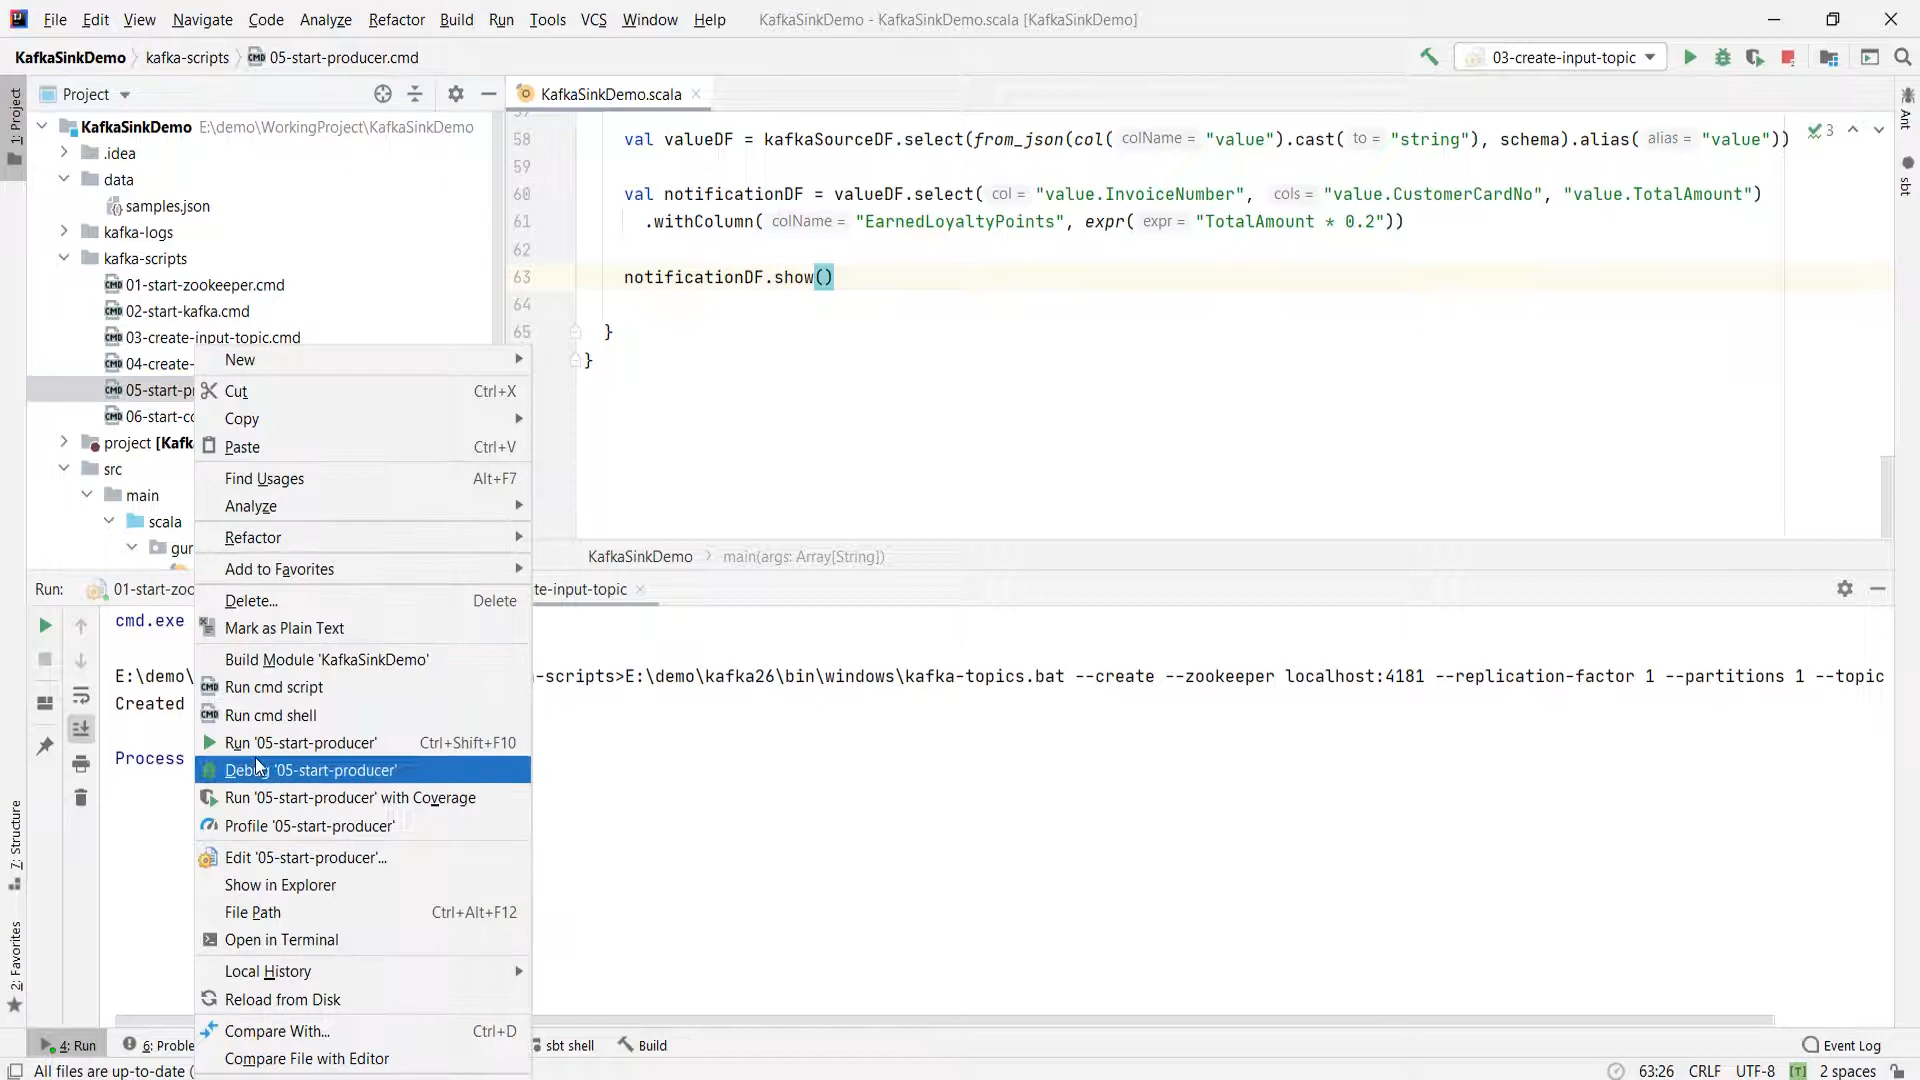 File Edit View Navigate Code Analyze Refactor Build Run Tools VCS Window Help KafkaSinkDemo - KafkaSinkDemo.scala [KafkaSinkDemo]
KafkaSinkDemo kafka-scripts 05-start-producer.cmd 03-create-input-topic
Project KafkaSinkDemo.scala
1: Project
Ant
sbt
KafkaSinkDemo E:\demo\WorkingProject\KafkaSinkDemo
.idea
data
samples.json
kafka-logs
kafka-scripts
01-start-zookeeper.cmd
02-start-kafka.cmd
03-create-input-topic.cmd
04-create-
05-start-pr
06-start-co
project [Kafk
src
main
scala
gur
58 val valueDF = kafkaSourceDF.select(from_json(col( colName = "value").cast( to = "string"), schema).alias( alias = "value")) 3
59
60 val notificationDF = valueDF.select( col = "value.InvoiceNumber", cols = "value.CustomerCardNo", "value.TotalAmount")
61 .withColumn( colName = "EarnedLoyaltyPoints", expr( expr = "TotalAmount * 0.2"))
62
63 notificationDF.show()
64
65 }
}
KafkaSinkDemo main(args: Array[String])
New
Cut Ctrl+X
Copy
Paste Ctrl+V
Find Usages Alt+F7
Analyze
Refactor
Add to Favorites
Delete... Delete
Mark as Plain Text
Build Module 'KafkaSinkDemo'
Run cmd script
Run cmd shell
Run '05-start-producer' Ctrl+Shift+F10
Debug '05-start-producer'
Run '05-start-producer' with Coverage
Profile '05-start-producer'
Edit '05-start-producer'...
Show in Explorer
File Path Ctrl+Alt+F12
Open in Terminal
Local History
Reload from Disk
Compare With... Ctrl+D
Compare File with Editor
Run: 01-start-zoo te-input-topic
cmd.exe
E:\demo\ -scripts>E:\demo\kafka26\bin\windows\kafka-topics.bat --create --zookeeper localhost:4181 --replication-factor 1 --partitions 1 --topic
Created
Process
7: Structure
2: Favorites
4: Run 6: Proble sbt shell Build Event Log
All files are up-to-date ( 63:26 CRLF UTF-8 [T] 2 spaces